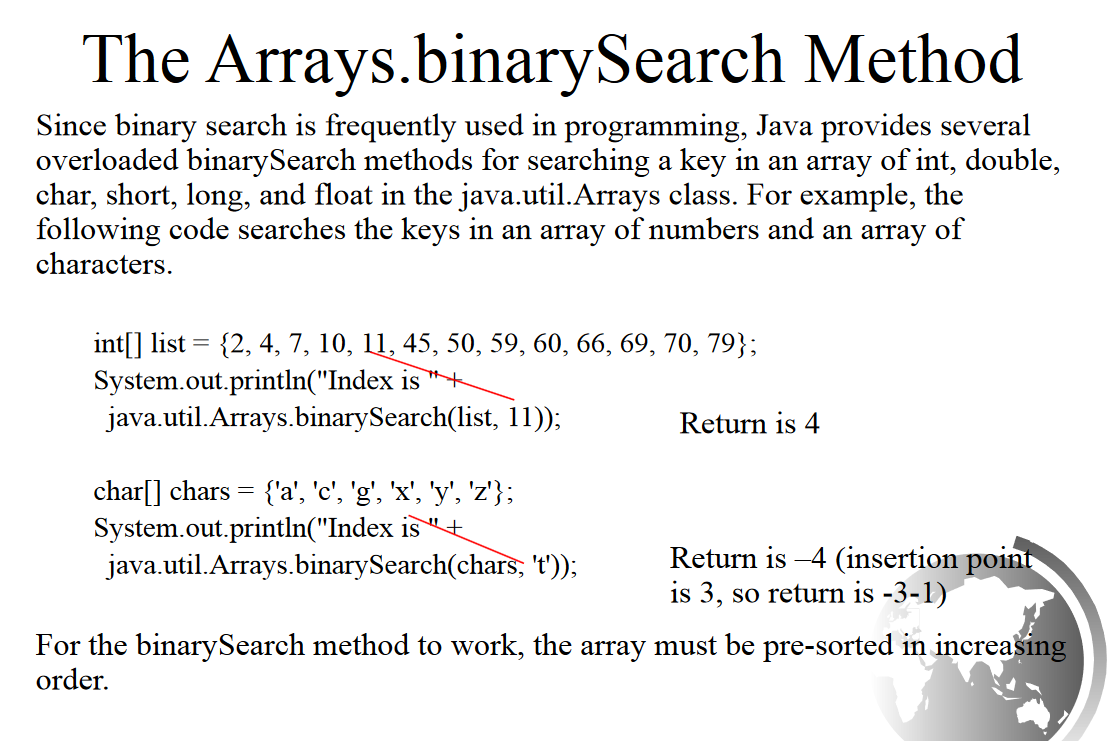 The Arrays.binarySearch Method
Since binary search is frequently used in programming, Java provides several
overloaded binarySearch methods for searching a key in an array of int, double,
char, short, long, and float in the java.util.Arrays class. For example, the
following code searches the keys in an array of numbers and an array of
characters.
int[] list = {2, 4, 7, 10, 11, 45, 50, 59, 60, 66, 69, 70, 79};
System.out.println("Index is " +
java.util.Arrays.binarySearch(list, 11));
Return is 4
char[] chars = {'a', 'c', 'g', 'x', 'y', 'z'};
System.out.println("Index is " +
java.util.Arrays.binarySearch(chars, 't'));
Return is –4 (insertion point
is 3, so return is -3-1)
For the binarySearch method to work, the array must be pre-sorted in increasing
order.